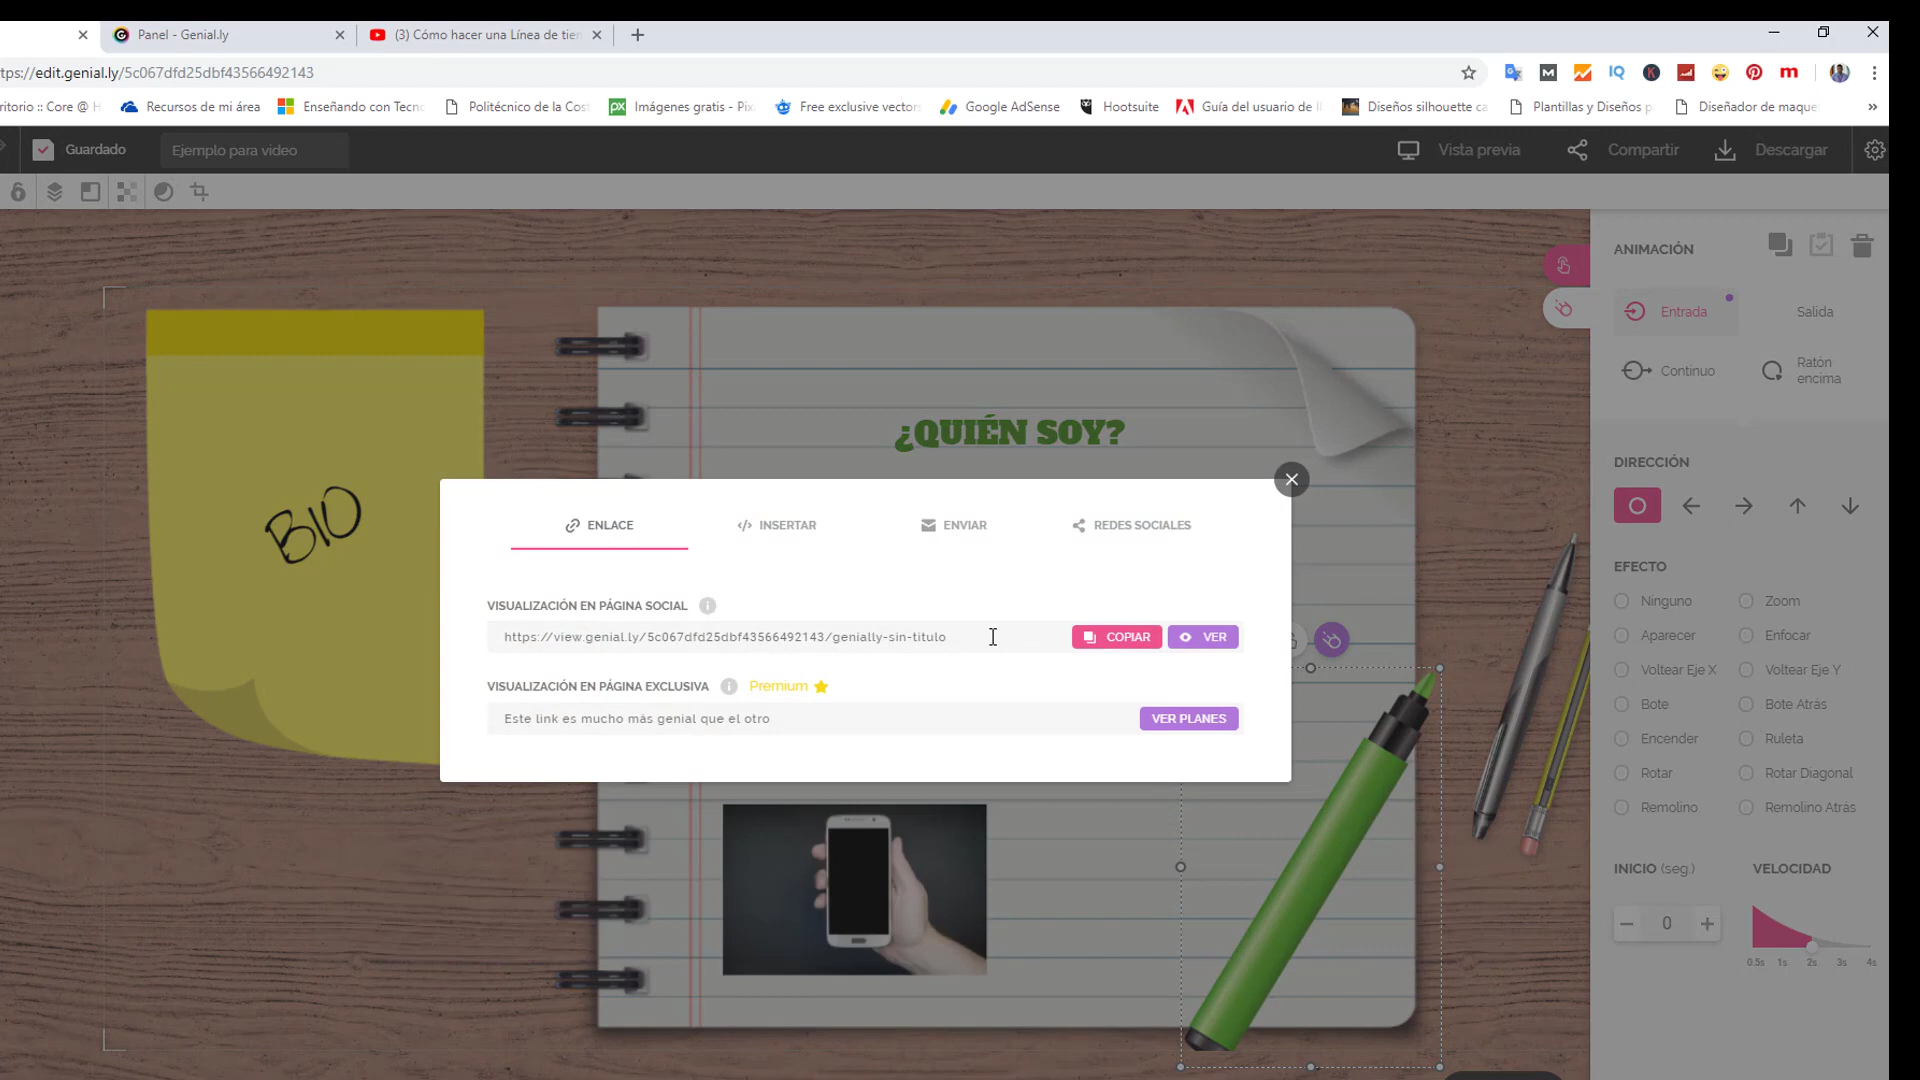 Panel - Genial.ly
(3) Cómo hacer una Línea de tien
tps://edit.genial.ly/5c067dfd25dbf43566492143
ritorio :: Core @ H
Recursos de mi área
Enseñando con Tecno
Politécnico de la Cost
Imágenes gratis - Pix
Free exclusive vectors
Google AdSense
Hootsuite
Guía del usuario de Il
Diseños silhouette ca
Plantillas y Diseños p
Diseñador de maque
»
Guardado
Ejemplo para video
Vista previa
Compartir
Descargar
BIO
¿QUIÉN SOY?
ENLACE
INSERTAR
ENVIAR
REDES SOCIALES
VISUALIZACIÓN EN PÁGINA SOCIAL
https://view.genial.ly/5c067dfd25dbf43566492143/genially-sin-titulo
COPIAR
VER
VISUALIZACIÓN EN PÁGINA EXCLUSIVA
Premium
Este link es mucho más genial que el otro
VER PLANES
ANIMACIÓN
Entrada
Salida
Continuo
Ratón
encima
DIRECCIÓN
EFECTO
Ninguno
Zoom
Aparecer
Enfocar
Voltear Eje X
Voltear Eje Y
Bote
Bote Atrás
Encender
Ruleta
Rotar
Rotar Diagonal
Remolino
Remolino Atrás
INICIO (seg.)
VELOCIDAD
0
0.5s 1s 2s 3s 4s